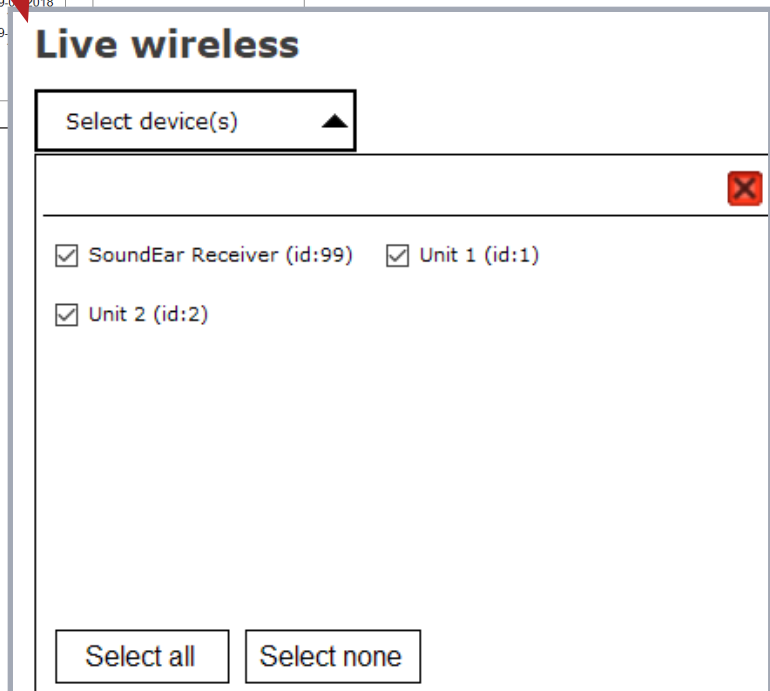 2018
Live wireless
Select device(s)
SoundEar Receiver (id:99) Unit 1 (id:1)
Unit 2 (id:2)
Select all Select none